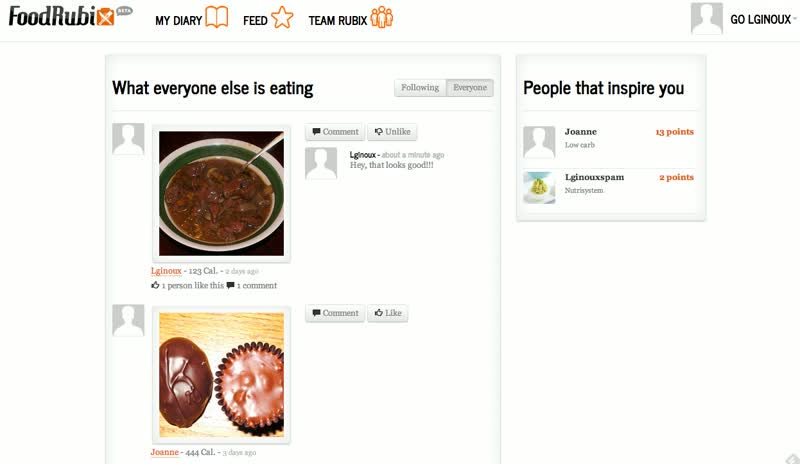 FoodRubix BETA
MY DIARY FEED TEAM RUBIX GO LGINOUX
What everyone else is eating
Following Everyone
Comment Unlike
Lginoux - about a minute ago
Hey, that looks good!!!
Lginoux - 123 Cal. - 2 days ago
1 person like this 1 comment
Comment Like
Joanne - 444 Cal. - 3 days ago
People that inspire you
Joanne 13 points
Low carb
Lginouxspam 2 points
Nutrisystem